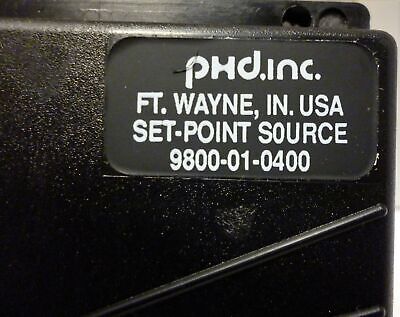 PHD.inc.
FT. WAYNE, IN. USA
SET-POINT SOURCE
9800-01-0400